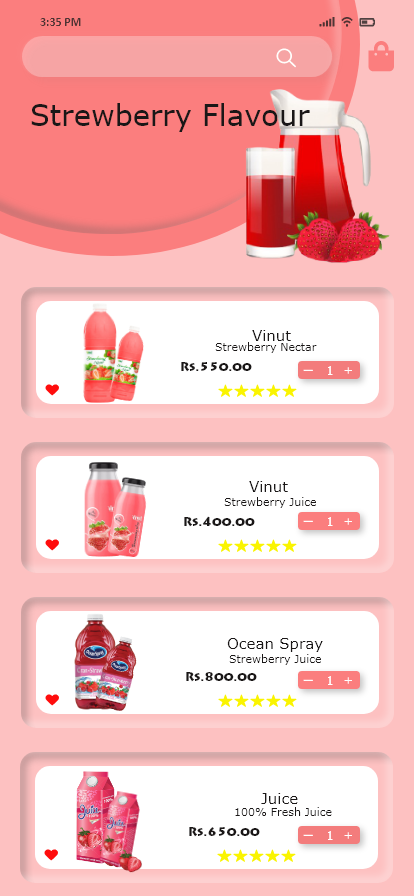 3:35 PM
Strewberry Flavour
Vinut
Strewberry Nectar
Rs.550.00
1
Vinut
Strewberry Juice
Rs.400.00
1
Ocean Spray
Strewberry Juice
Rs.800.00
1
Juice
100% Fresh Juice
Rs.650.00
1